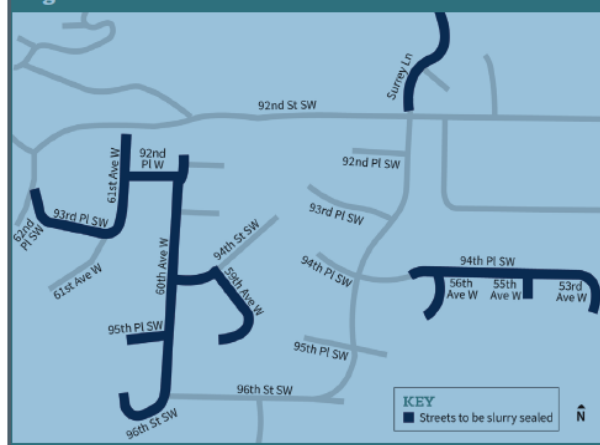 Surrey Ln
92nd St SW
92nd
Pl W
61st Ave W
92nd Pl SW
62nd
Pl SW
93rd Pl SW
93rd Pl SW
94th St SW
61st Ave W
60th Ave W
59th Ave W
94th Pl SW
94th Pl SW
56th
Ave W
55th
Ave W
53rd
Ave W
95th Pl SW
95th Pl SW
96th St SW
96th St SW
KEY
Streets to be slurry sealed
N